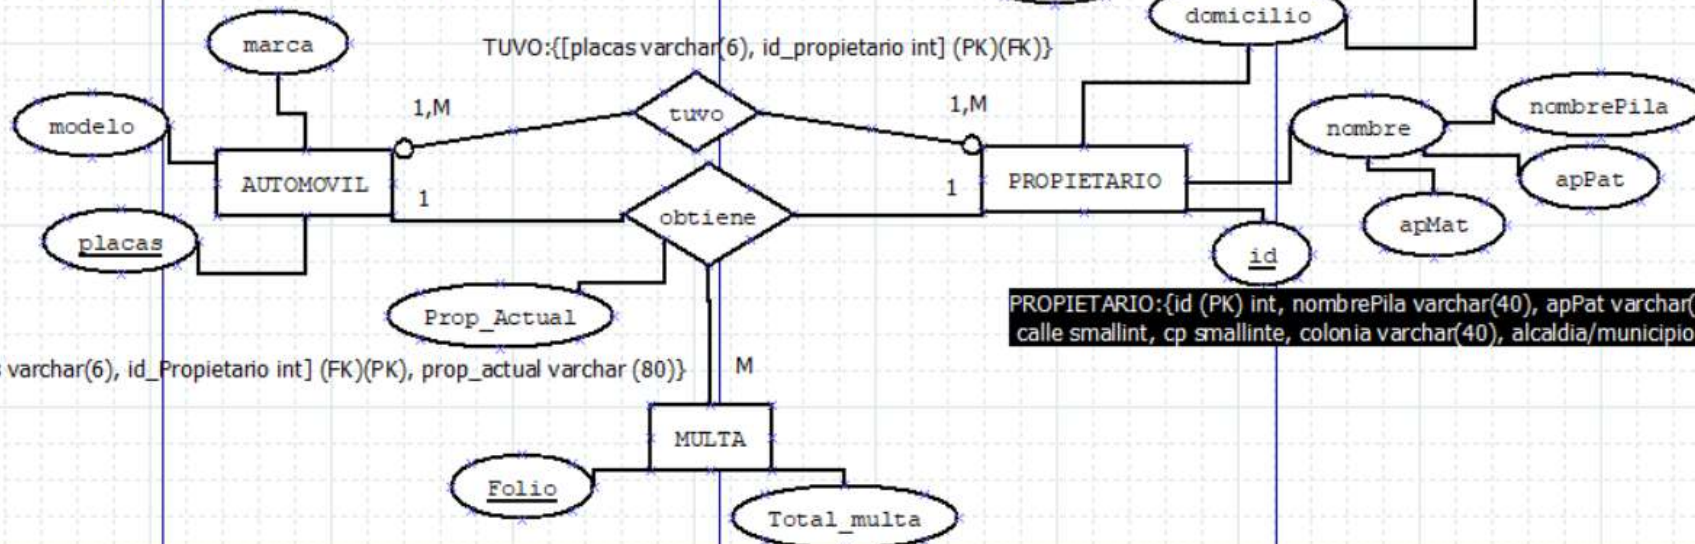 domicilio
marca
TUVO:{[placas varchar(6), id_propietario int] (PK)(FK)}
1,M
1,M
nombrePila
modelo
tuvo
nombre
AUTOMOVIL
PROPIETARIO
apPat
1
1
obtiene
apMat
placas
id
Prop_Actual
PROPIETARIO:{id (PK) int, nombrePila varchar(40), apPat varchar(
calle smallint, cp smallinte, colonia varchar(40), alcaldia/municipio
varchar(6), id_Propietario int] (FK)(PK), prop_actual varchar (80)}
M
MULTA
Folio
Total_multa